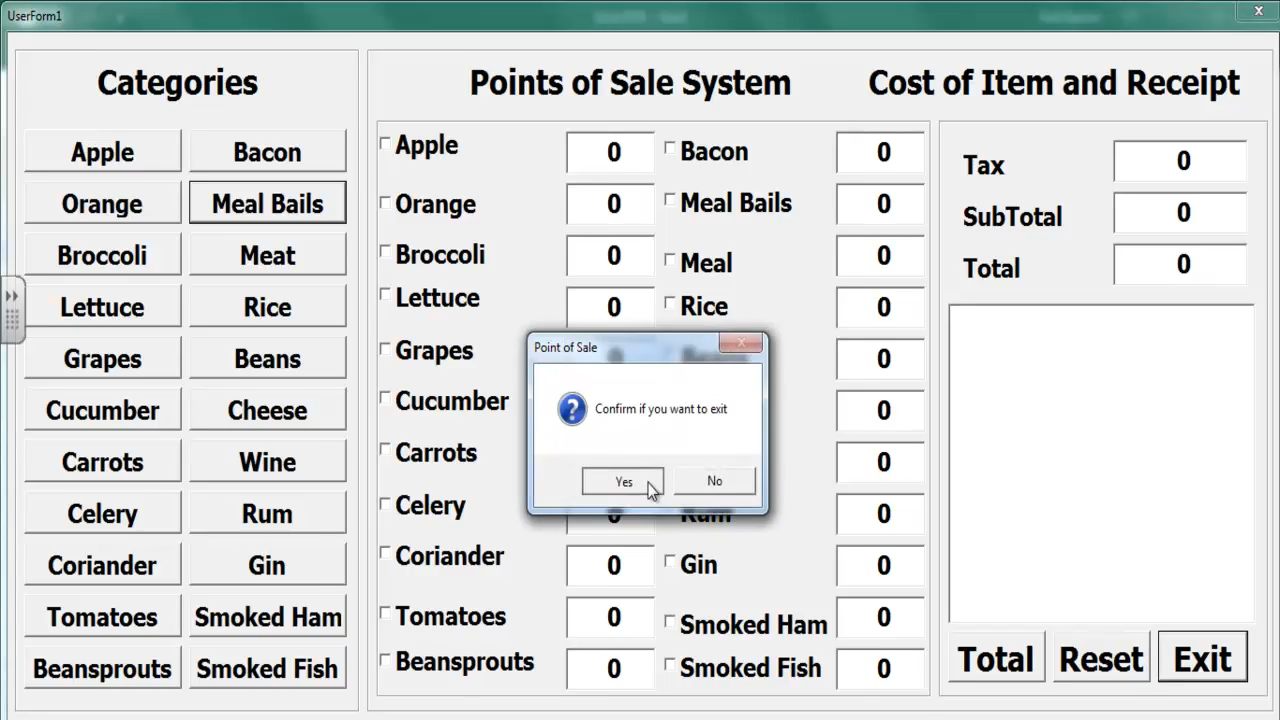 UserForm1
Categories
Apple
Bacon
Orange
Meal Bails
Broccoli
Meat
Lettuce
Rice
Grapes
Beans
Cucumber
Cheese
Carrots
Wine
Celery
Rum
Coriander
Gin
Tomatoes
Smoked Ham
Beansprouts
Smoked Fish
Points of Sale System
Apple 0 Bacon 0
Orange 0 Meal Bails 0
Broccoli 0 Meal 0
Lettuce 0 Rice 0
Grapes 0 Beans 0
Cucumber 0
Carrots 0
Celery 0 Rum 0
Coriander 0 Gin 0
Tomatoes 0 Smoked Ham 0
Beansprouts 0 Smoked Fish 0
Cost of Item and Receipt
Tax 0
SubTotal 0
Total 0
Total
Reset
Exit
Point of Sale
Confirm if you want to exit
Yes
No